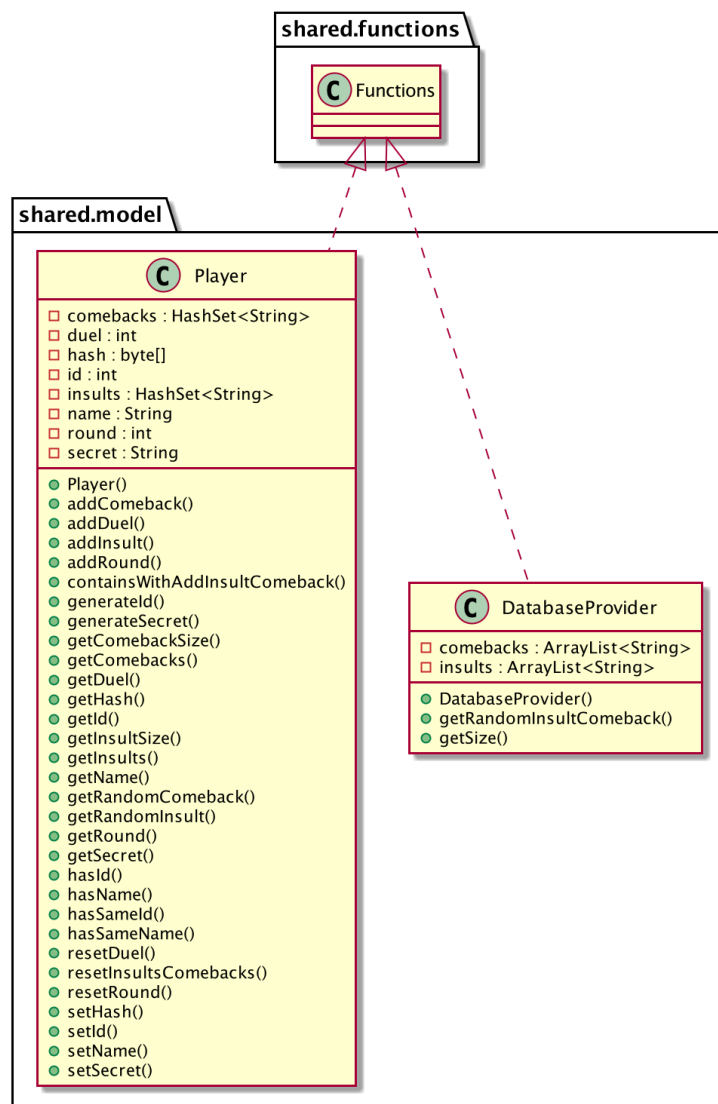 shared.functions
C Functions
shared.model
C Player
comebacks : HashSet<String>
duel : int
hash : byte[]
id : int
insults : HashSet<String>
name : String
round : int
secret : String
Player()
addComeback()
addDuel()
addInsult()
addRound()
containsWithAddInsultComeback()
generateId()
generateSecret()
getComebackSize()
getComebacks()
getDuel()
getHash()
getId()
getInsultSize()
getInsults()
getName()
getRandomComeback()
getRandomInsult()
getRound()
getSecret()
hasId()
hasName()
hasSameId()
hasSameName()
resetDuel()
resetInsultsComebacks()
resetRound()
setHash()
setId()
setName()
setSecret()
C DatabaseProvider
comebacks : ArrayList<String>
insults : ArrayList<String>
DatabaseProvider()
getRandomInsultComeback()
getSize()